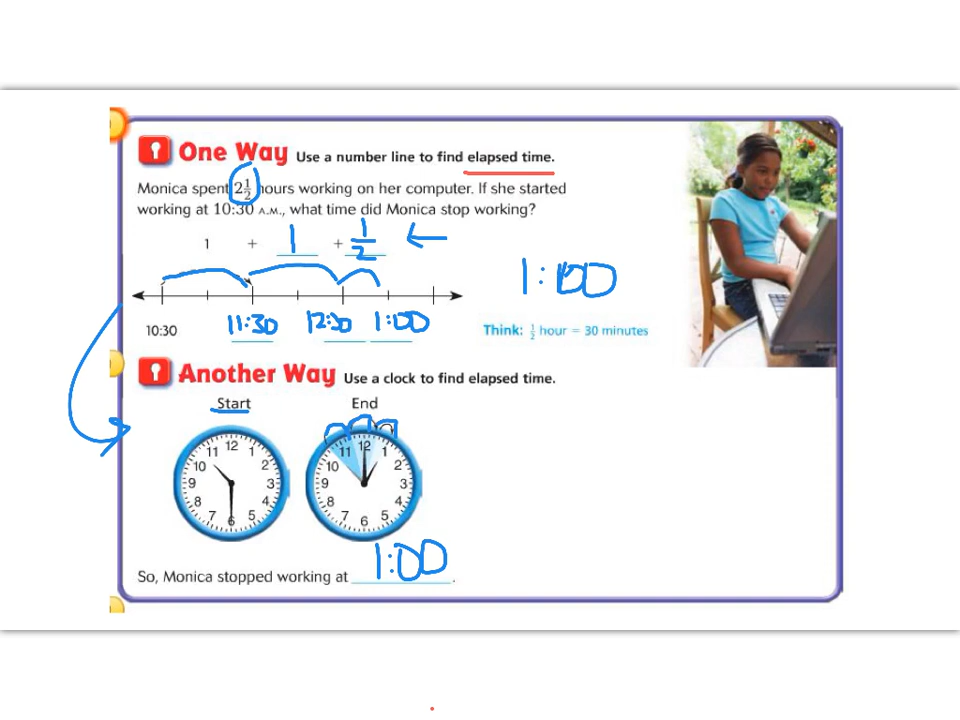 One Way Use a number line to find elapsed time.
Monica spent 2 1/2 hours working on her computer. If she started
working at 10:30 A.M., what time did Monica stop working?
1 + 1 + 1/2
1:00
10:30 11:30 12:30 1:00 Think: 1/2 hour = 30 minutes
Another Way Use a clock to find elapsed time.
Start End
12 1 2 3 4 5 6 7 8 9 10 11
12 1 2 3 4 5 6 7 8 9 10 11
So, Monica stopped working at 1:00.